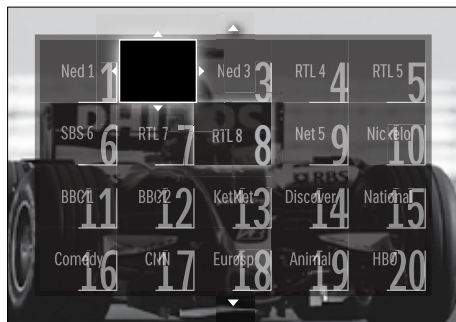 Ned 1 1 Ned 3 3 RTL 4 4 RTL 5 5
SBS 6 6 RTL 7 7 RTL 8 8 Net 5 9 Nickelo 10
BBC1 11 BBC2 12 KetNet 13 Discover 14 National 15
Comedy 16 CNN 17 Eurosp 18 Animal 19 HBO 20
RBS